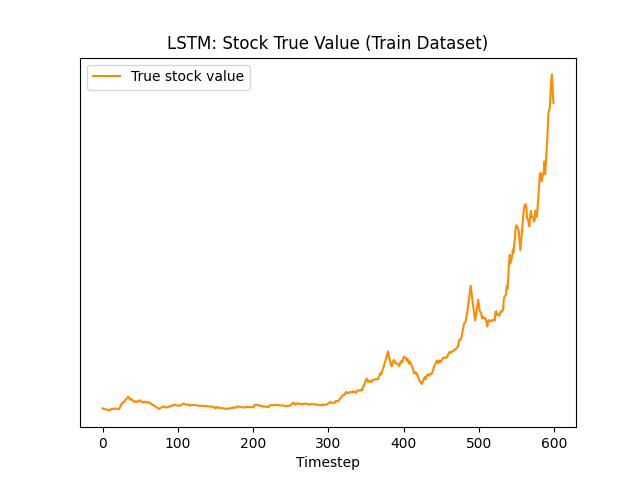 LSTM: Stock True Value (Train Dataset)
True stock value
0 100 200 300 400 500 600
Timestep